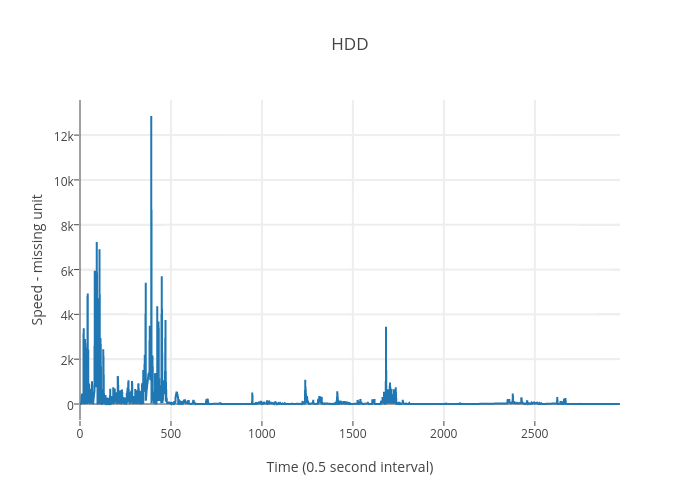 HDD
Speed - missing unit
12k
10k
8k
6k
4k
2k
0
0 500 1000 1500 2000 2500
Time (0.5 second interval)